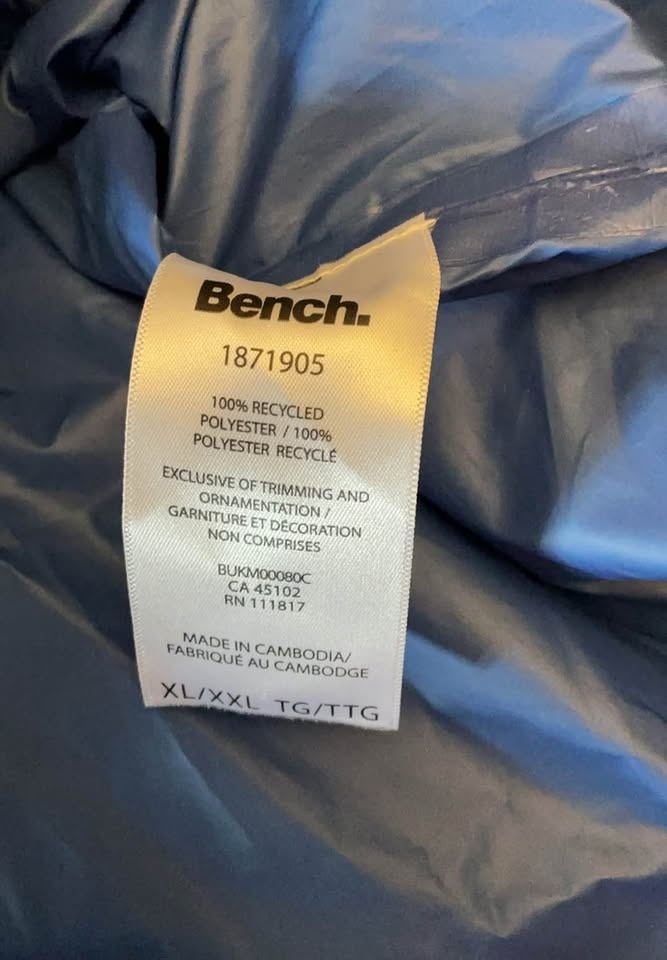 Bench.
1871905
100% RECYCLED
POLYESTER / 100%
POLYESTER RECYCLÉ
EXCLUSIVE OF TRIMMING AND
ORNAMENTATION /
GARNITURE ET DÉCORATION
NON COMPRISES
BUKM00080C
CA 45102
RN 111817
MADE IN CAMBODIA/
FABRIQUÉ AU CAMBODGE
XL/XXL TG/TTG